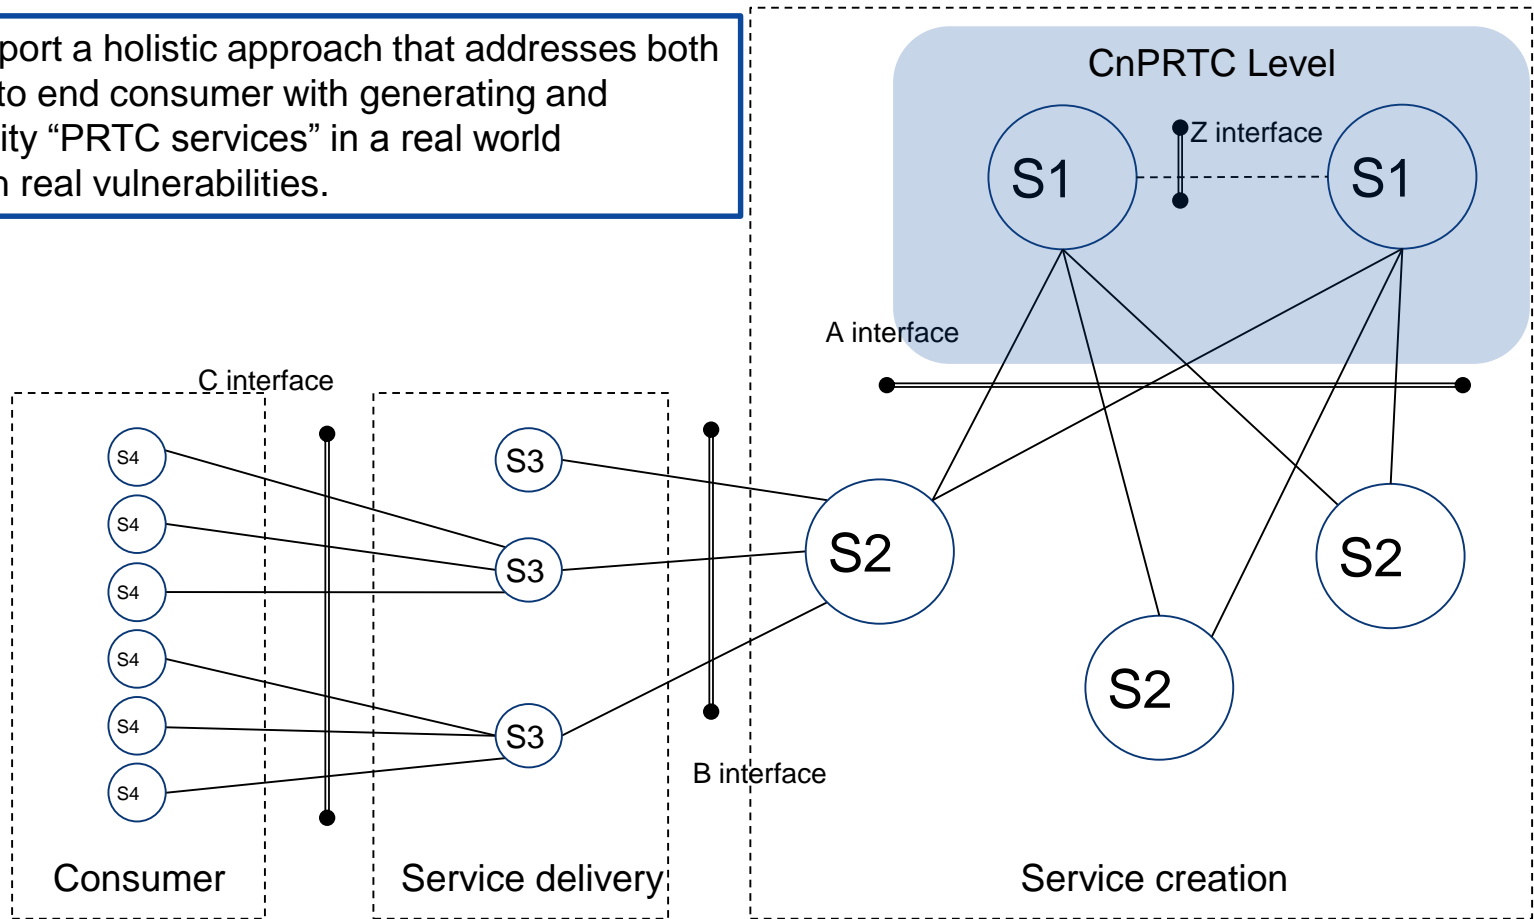 port a holistic approach that addresses both
to end consumer with generating and
ity “PRTC services” in a real world
real vulnerabilities.
CnPRTC Level
Z interface
S1
S1
A interface
C interface
S4
S4
S4
S4
S4
S4
S3
S3
S3
S2
S2
S2
B interface
Consumer
Service delivery
Service creation